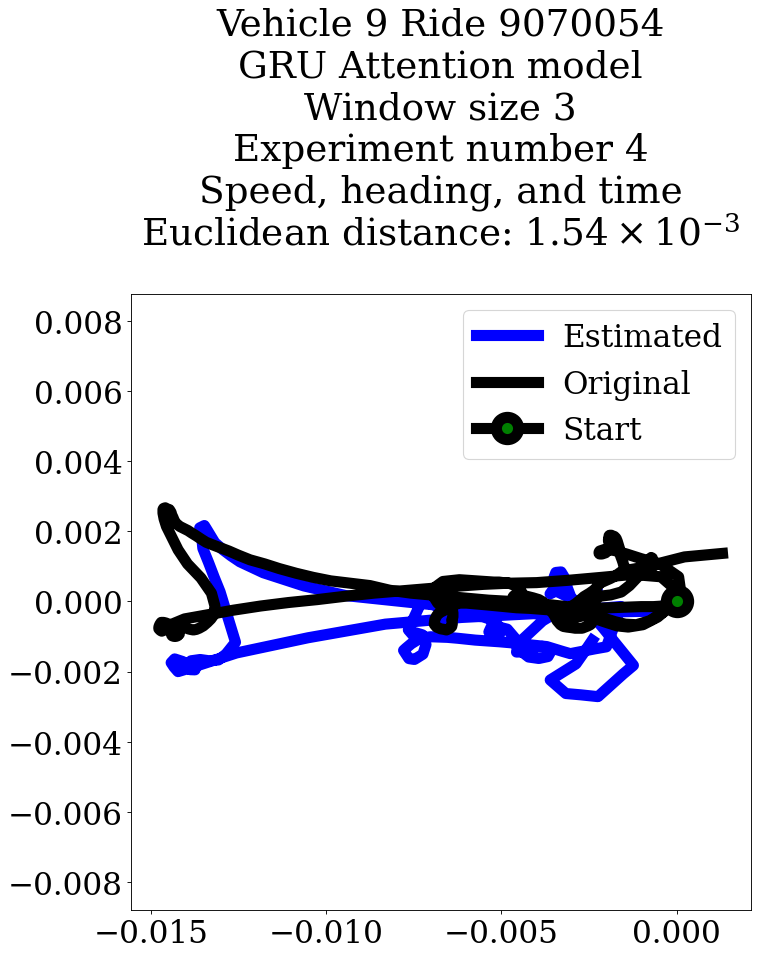 Vehicle 9 Ride 9070054
GRU Attention model
Window size 3
Experiment number 4
Speed, heading, and time
Euclidean distance: 1.54 × 10⁻³
Estimated
Original
Start
0.008
0.006
0.004
0.002
0.000
−0.002
−0.004
−0.006
−0.008
−0.015 −0.010 −0.005 0.000